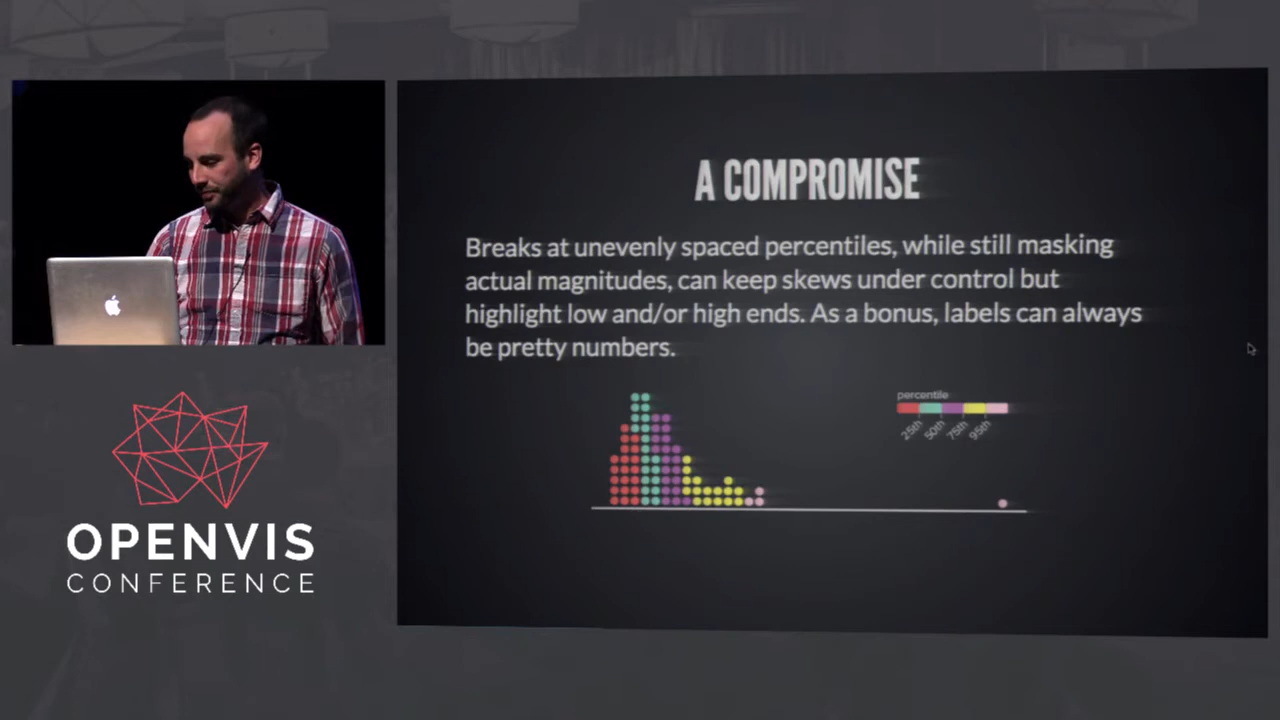 A COMPROMISE
Breaks at unevenly spaced percentiles, while still masking
actual magnitudes, can keep skews under control but
highlight low and/or high ends. As a bonus, labels can always
be pretty numbers.
percentile
25th 50th 75th 95th
OPENVIS
CONFERENCE